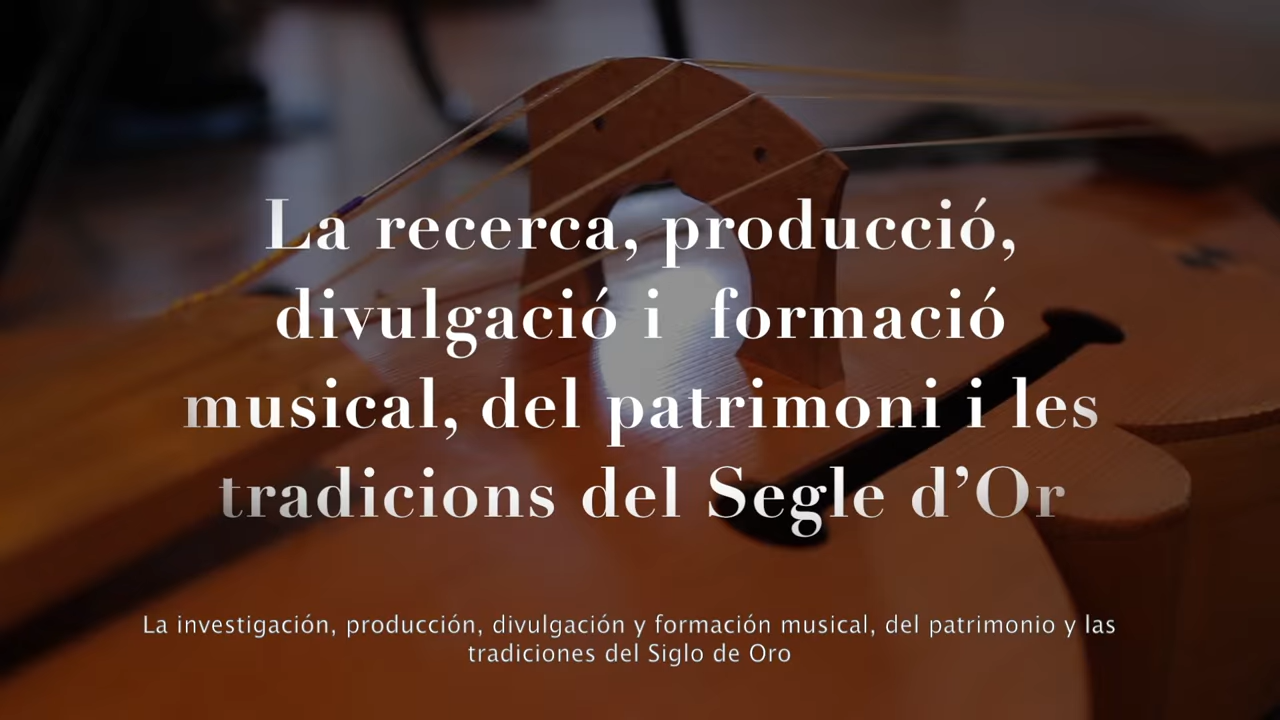 La recerca, producció,
divulgació i  formació
musical, del patrimoni i les
tradicions del Segle d’Or
La investigación, producción, divulgación y formación musical, del patrimonio y las
tradiciones del Siglo de Oro